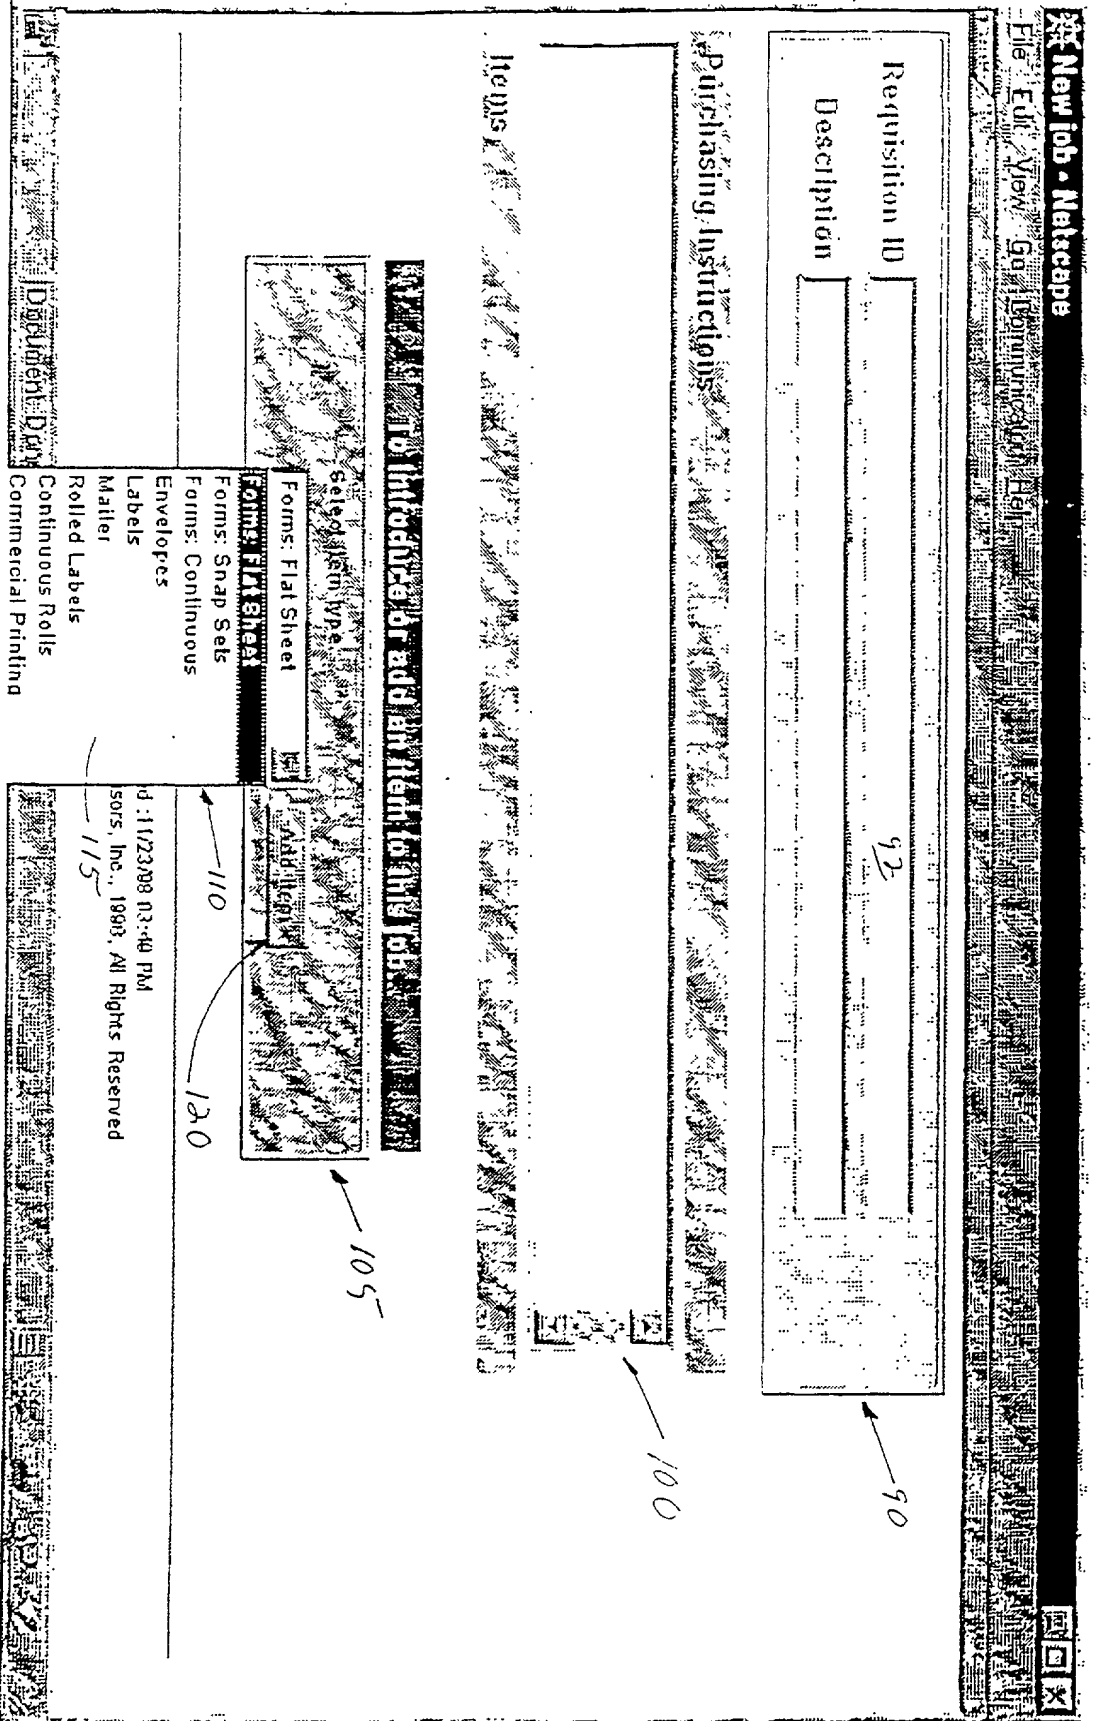 New job - Netscape
File Edit View Go Communicator Help
Requisition ID
92
Description
90
Purchasing Instructions
100
Items
To introduce or add an item to this job
105
Select item type
Forms: Flat Sheet
Add Item
120
Forms: Flat Sheet
Forms: Snap Sets
Forms: Continuous
Envelopes
Labels
Mailer
Rolled Labels
Continuous Rolls
Commercial Printing
110
d :11/23/98 03:40 PM
sors, Inc., 1998, All Rights Reserved
115
Document: Don